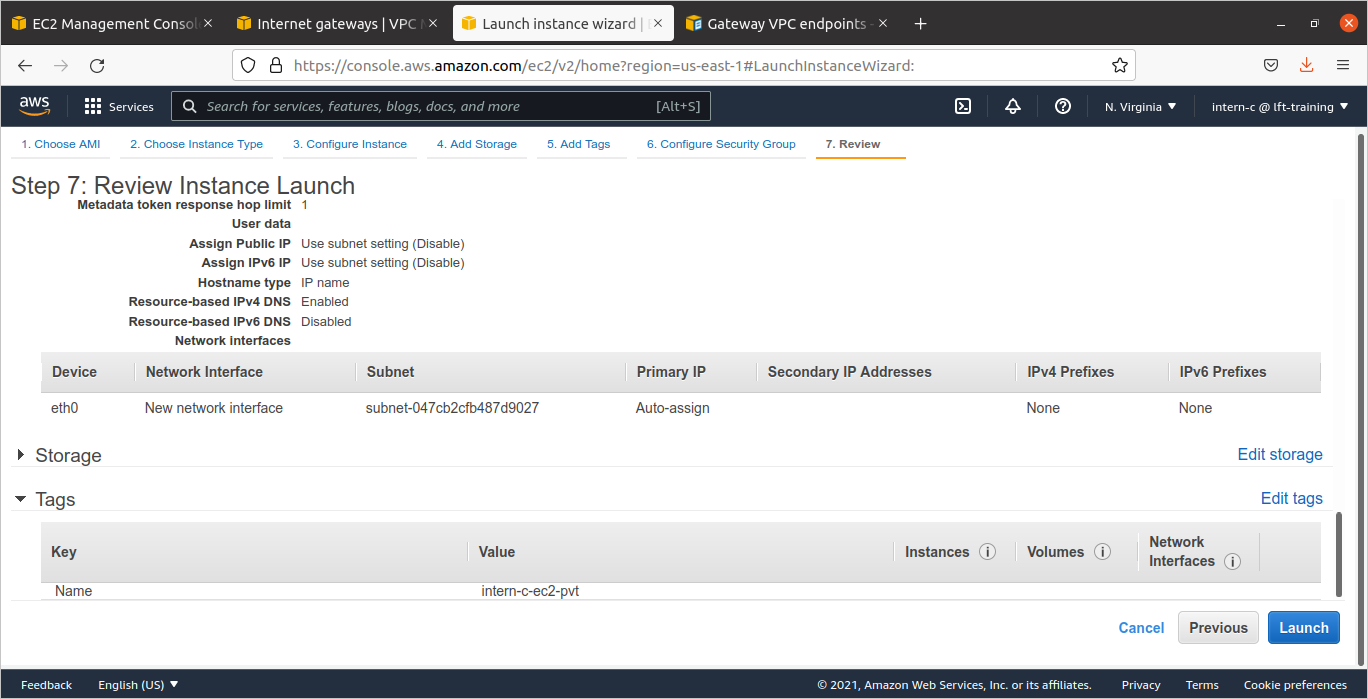 EC2 Management Consol
Internet gateways | VPC M
Launch instance wizard |
Gateway VPC endpoints -
https://console.aws.amazon.com/ec2/v2/home?region=us-east-1#LaunchInstanceWizard:
aws
Services
Search for services, features, blogs, docs, and more
[Alt+S]
N. Virginia
intern-c @ lft-training
1. Choose AMI
2. Choose Instance Type
3. Configure Instance
4. Add Storage
5. Add Tags
6. Configure Security Group
7. Review
Step 7: Review Instance Launch
Metadata token response hop limit 1
User data
Assign Public IP Use subnet setting (Disable)
Assign IPv6 IP Use subnet setting (Disable)
Hostname type IP name
Resource-based IPv4 DNS Enabled
Resource-based IPv6 DNS Disabled
Network interfaces
Device Network Interface Subnet Primary IP Secondary IP Addresses IPv4 Prefixes IPv6 Prefixes
eth0 New network interface subnet-047cb2cfb487d9027 Auto-assign None None
Storage Edit storage
Tags Edit tags
Key Value Instances Volumes Network
Interfaces
Name intern-c-ec2-pvt
Cancel Previous Launch
Feedback English (US) © 2021, Amazon Web Services, Inc. or its affiliates. Privacy Terms Cookie preferences